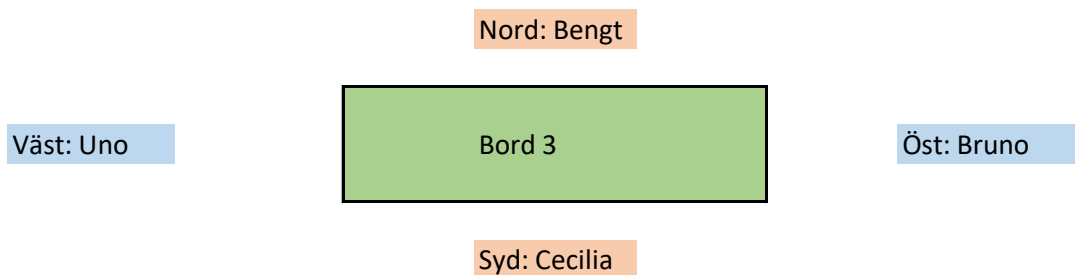 Nord: Bengt
Väst: Uno
Bord 3
Öst: Bruno
Syd: Cecilia